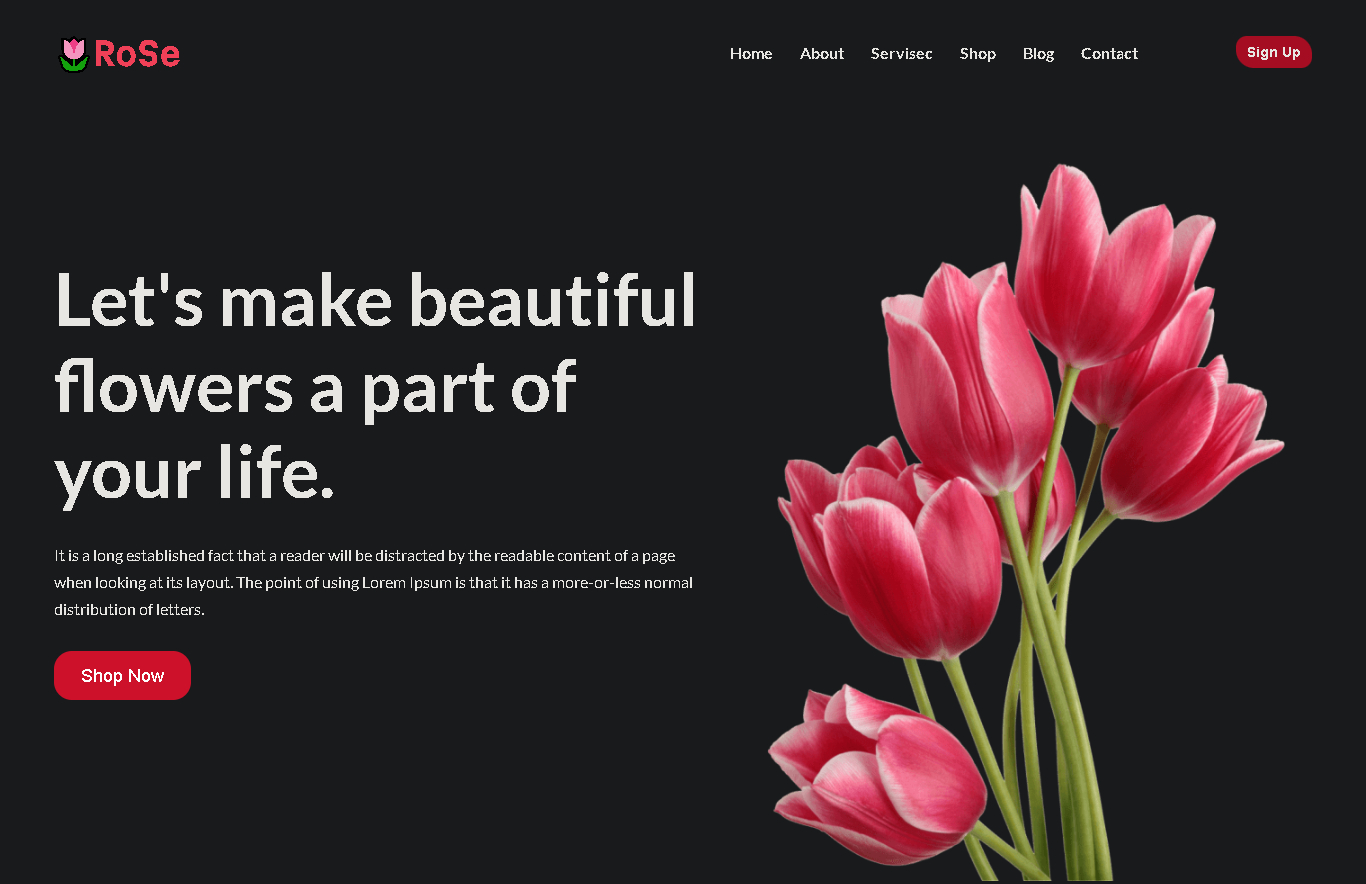 RoSe
Home About Servisec Shop Blog Contact
Sign Up
Let's make beautiful
flowers a part of
your life.
It is a long established fact that a reader will be distracted by the readable content of a page
when looking at its layout. The point of using Lorem Ipsum is that it has a more-or-less normal
distribution of letters.
Shop Now